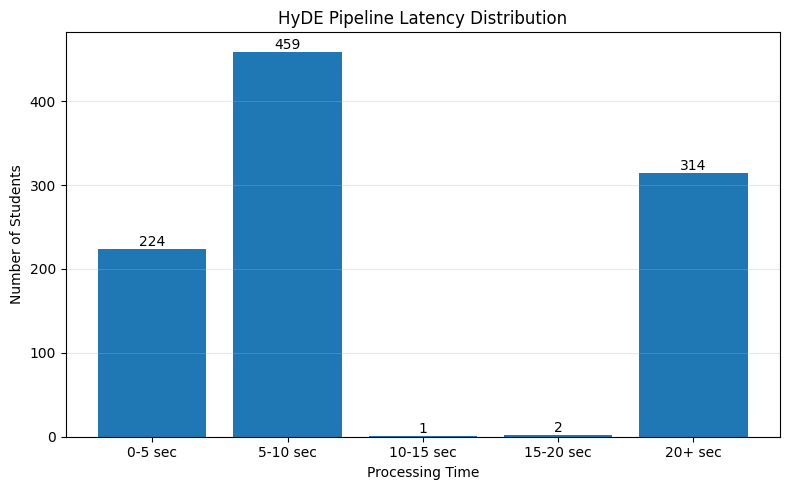 HyDE Pipeline Latency Distribution
459
400
314
300
224
200
100
1
2
0
0-5 sec
5-10 sec
10-15 sec
15-20 sec
20+ sec
Number of Students
Processing Time